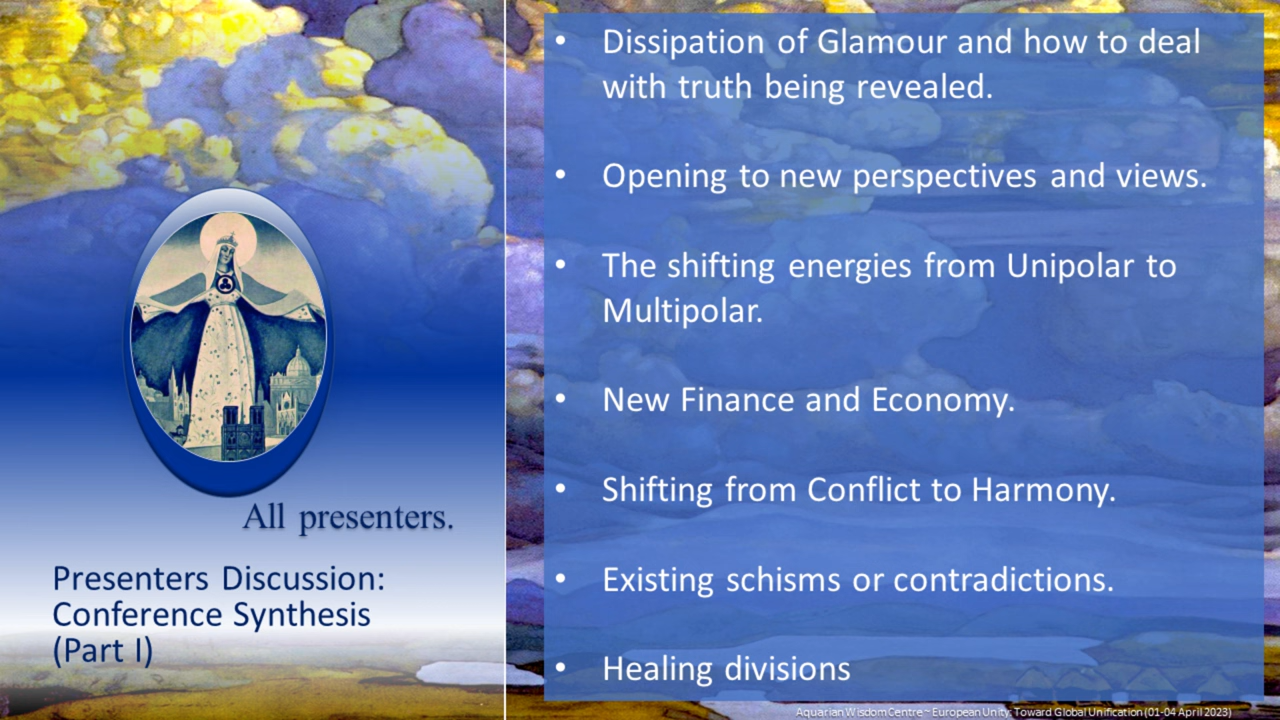 All presenters.
Presenters Discussion:
Conference Synthesis
(Part I)
• Dissipation of Glamour and how to deal
with truth being revealed.
• Opening to new perspectives and views.
• The shifting energies from Unipolar to
Multipolar.
• New Finance and Economy.
• Shifting from Conflict to Harmony.
• Existing schisms or contradictions.
• Healing divisions
Aquarian Wisdom Centre ~ European Unity: Toward Global Unification (01-04 April 2023)